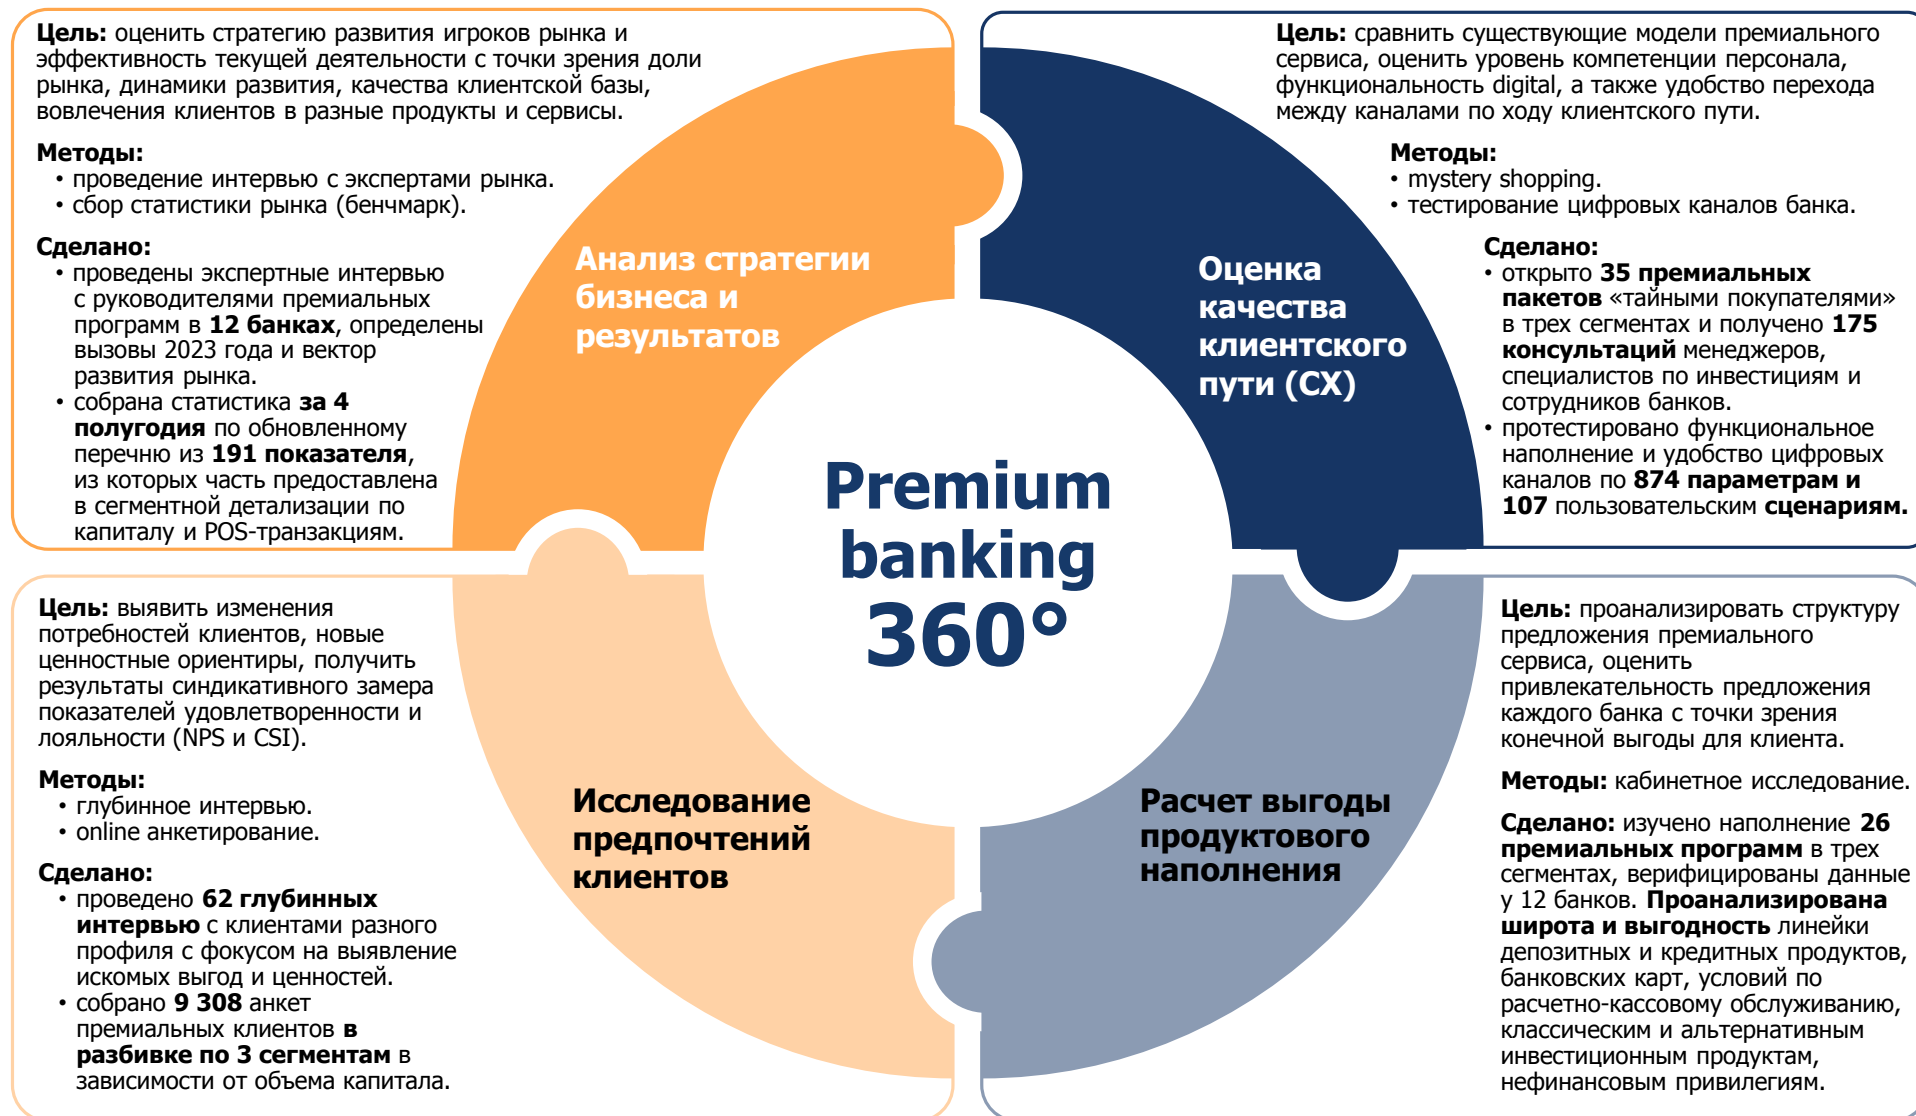 Цель: оценить стратегию развития игроков рынка и
эффективность текущей деятельности с точки зрения доли
рынка, динамики развития, качества клиентской базы,
вовлечения клиентов в разные продукты и сервисы.
Методы:
• проведение интервью с экспертами рынка.
• сбор статистики рынка (бенчмарк).
Сделано:
• проведены экспертные интервью
с руководителями премиальных
программ в 12 банках, определены
вызовы 2023 года и вектор
развития рынка.
• собрана статистика за 4
полугодия по обновленному
перечню из 191 показателя,
из которых часть предоставлена
в сегментной детализации по
капиталу и POS-транзакциям.
Анализ стратегии
бизнеса и
результатов
Цель: сравнить существующие модели премиального
сервиса, оценить уровень компетенции персонала,
функциональность digital, а также удобство перехода
между каналами по ходу клиентского пути.
Методы:
• mystery shopping.
• тестирование цифровых каналов банка.
Сделано:
• открыто 35 премиальных
пакетов «тайными покупателями»
в трех сегментах и получено 175
консультаций менеджеров,
специалистов по инвестициям и
сотрудников банков.
• протестировано функциональное
наполнение и удобство цифровых
каналов по 874 параметрам и
107 пользовательским сценариям.
Оценка
качества
клиентского
пути (CX)
Premium
banking
360°
Цель: выявить изменения
потребностей клиентов, новые
ценностные ориентиры, получить
результаты синдикативного замера
показателей удовлетворенности и
лояльности (NPS и CSI).
Методы:
• глубинное интервью.
• online анкетирование.
Сделано:
• проведено 62 глубинных
интервью с клиентами разного
профиля с фокусом на выявление
искомых выгод и ценностей.
• собрано 9 308 анкет
премиальных клиентов в
разбивке по 3 сегментам в
зависимости от объема капитала.
Исследование
предпочтений
клиентов
Расчет выгоды
продуктового
наполнения
Цель: проанализировать структуру
предложения премиального
сервиса, оценить
привлекательность предложения
каждого банка с точки зрения
конечной выгоды для клиента.
Методы: кабинетное исследование.
Сделано: изучено наполнение 26
премиальных программ в трех
сегментах, верифицированы данные
у 12 банков. Проанализирована
широта и выгодность линейки
депозитных и кредитных продуктов,
банковских карт, условий по
расчетно-кассовому обслуживанию,
классическим и альтернативным
инвестиционным продуктам,
нефинансовым привилегиям.